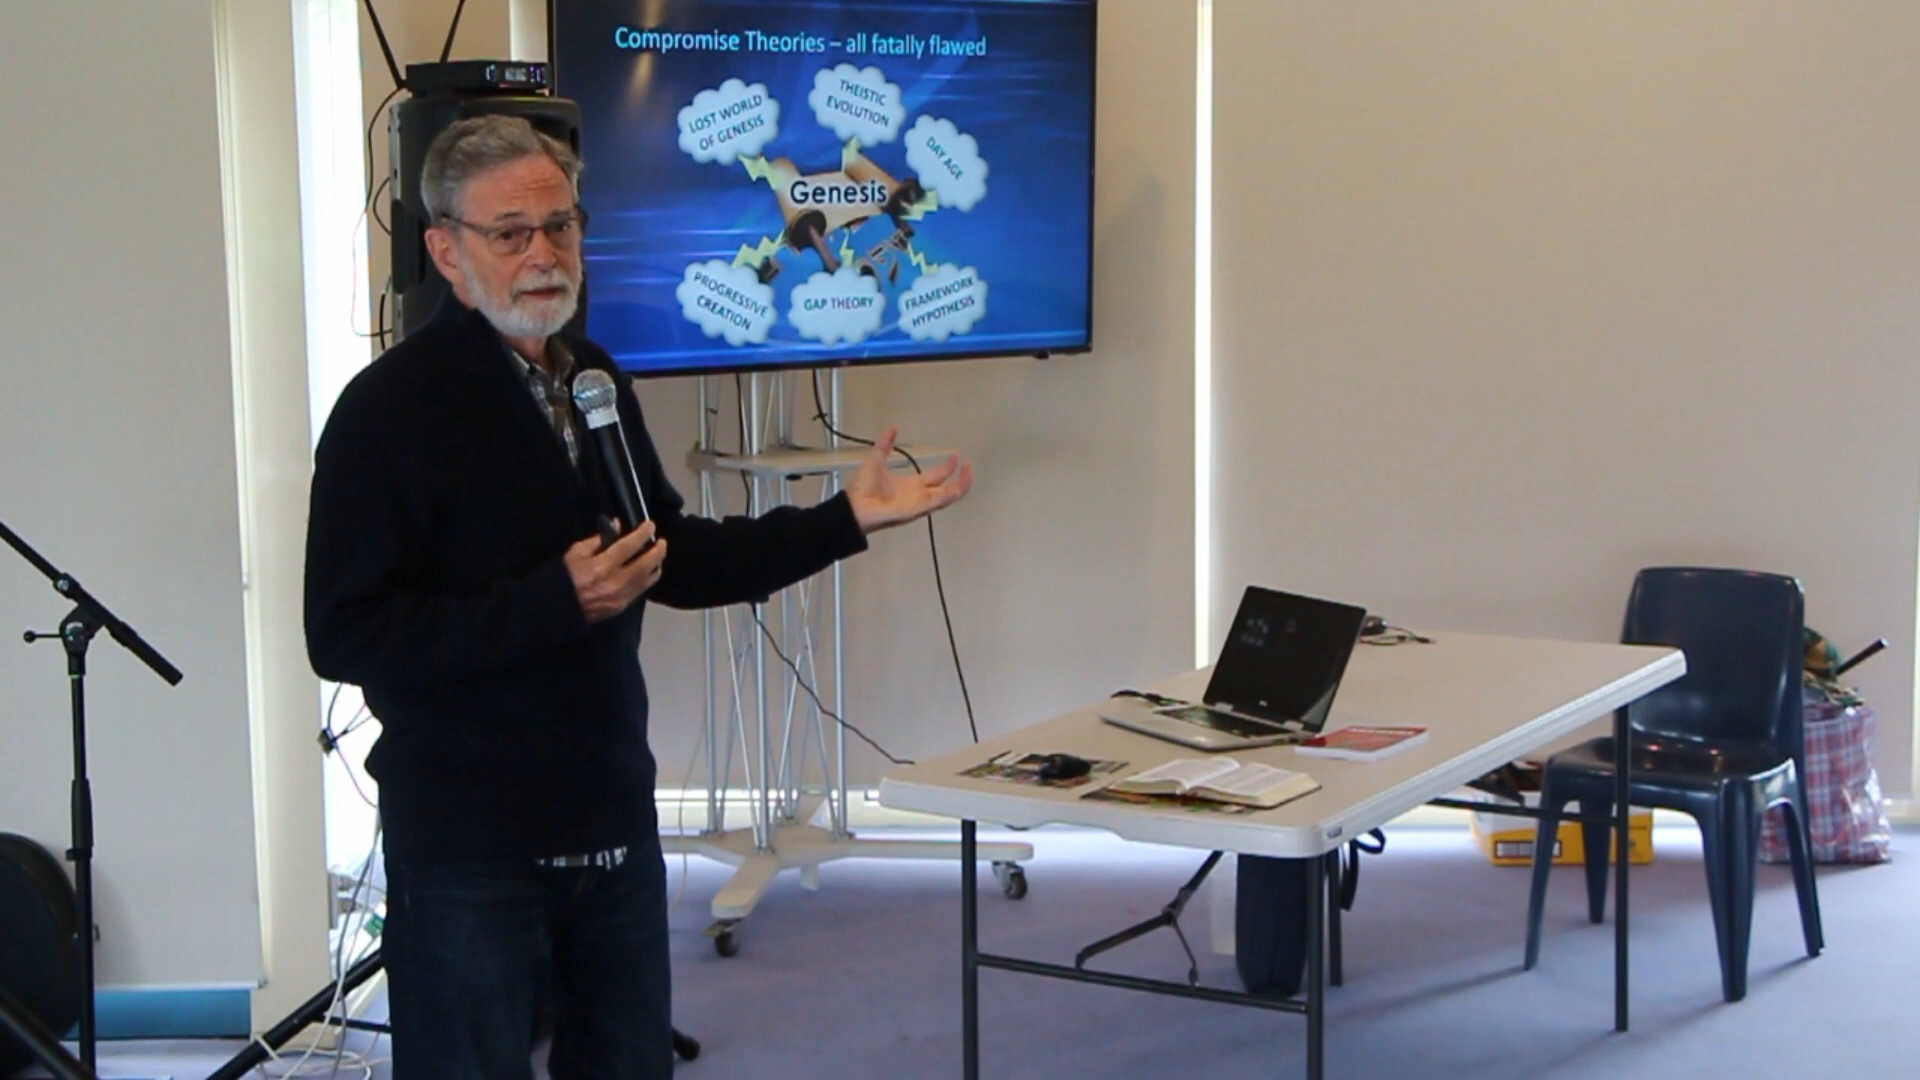 Compromise Theories – all fatally flawed
LOST WORLD
OF GENESIS
THEISTIC
EVOLUTION
DAY AGE
Genesis
PROGRESSIVE
CREATION
GAP THEORY
FRAMEWORK
HYPOTHESIS